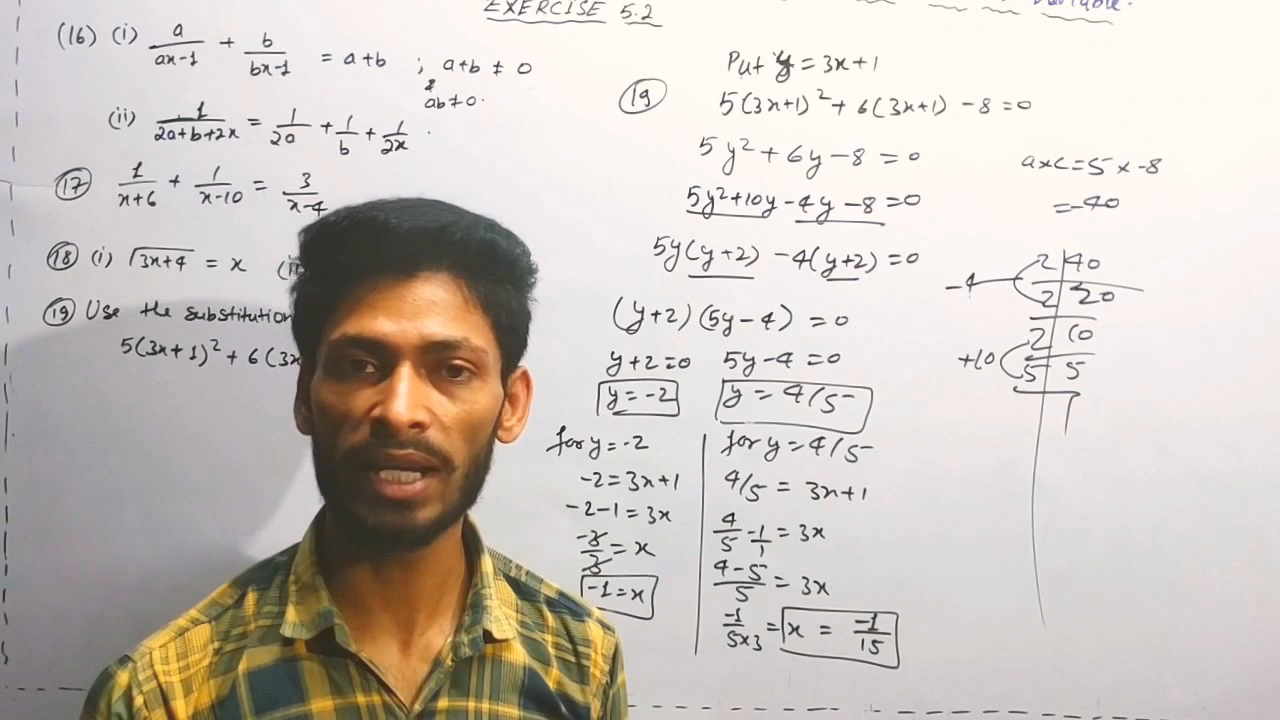 EXERCISE 5.2
Variable.
(16) (i) a/(ax-1) + b/(bx-1) = a+b ; a+b ≠ 0
& ab≠0.
(ii) 1/(2a+b+2x) = 1/2a + 1/b + 1/2x .
(17) 1/(x+6) + 1/(x-10) = 3/(x-4)
(18) (i) √(3x+4) = x
(19) Use the substitution
5(3x+1)² + 6(3x
Put y = 3x+1
(19) 5(3x+1)² + 6(3x+1) - 8 = 0
5y² + 6y - 8 = 0
5y² + 10y - 4y - 8 = 0
5y(y+2) - 4(y+2) = 0
(y+2) (5y-4) = 0
y+2=0 5y-4=0
y=-2 y = 4/5
for y=-2
-2=3x+1
-2-1=3x
-3/3 = x
-1=x
for y=4/5
4/5 = 3x+1
4/5 - 1/1 = 3x
(4-5)/5 = 3x
-1/(5x3) = x = -1/15
axc=5x-8
=-40
2 40
-4 2 20
2 10
+10 5 5
1